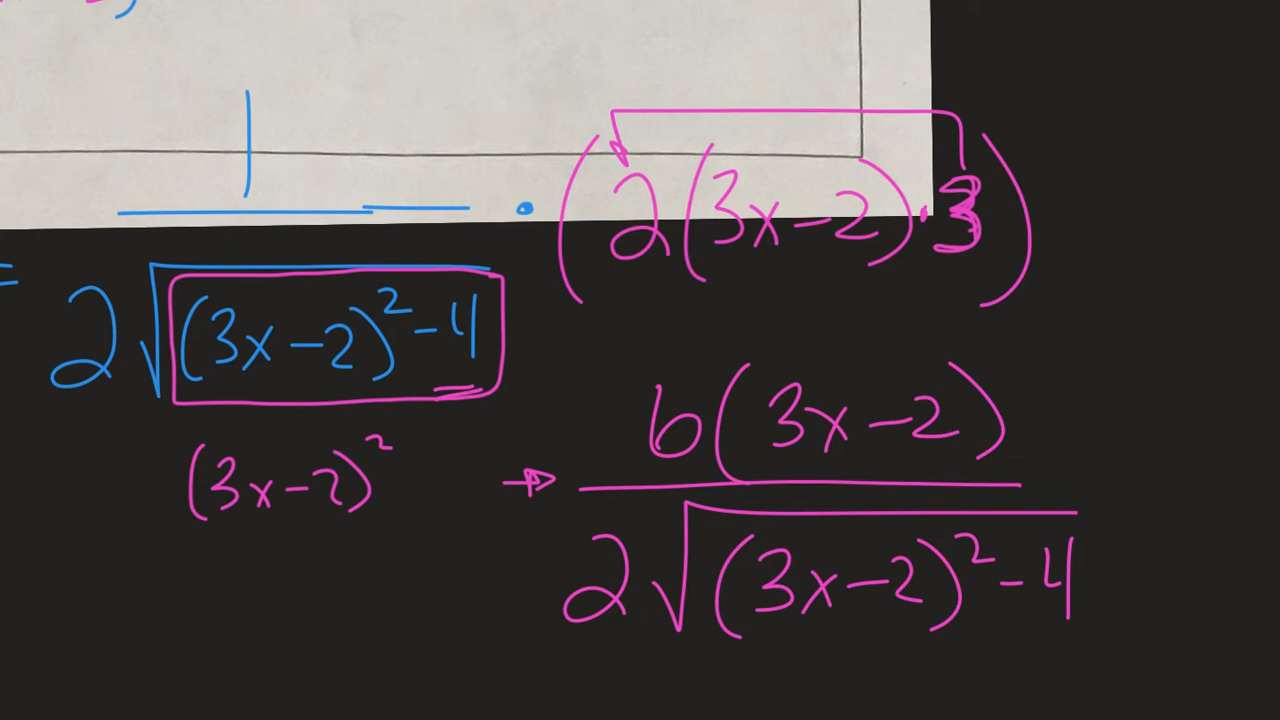 1 / 2√((3x-2)²-4) · (2(3x-2)·3)
(3x-2)²
→ 6(3x-2) / 2√((3x-2)²-4)